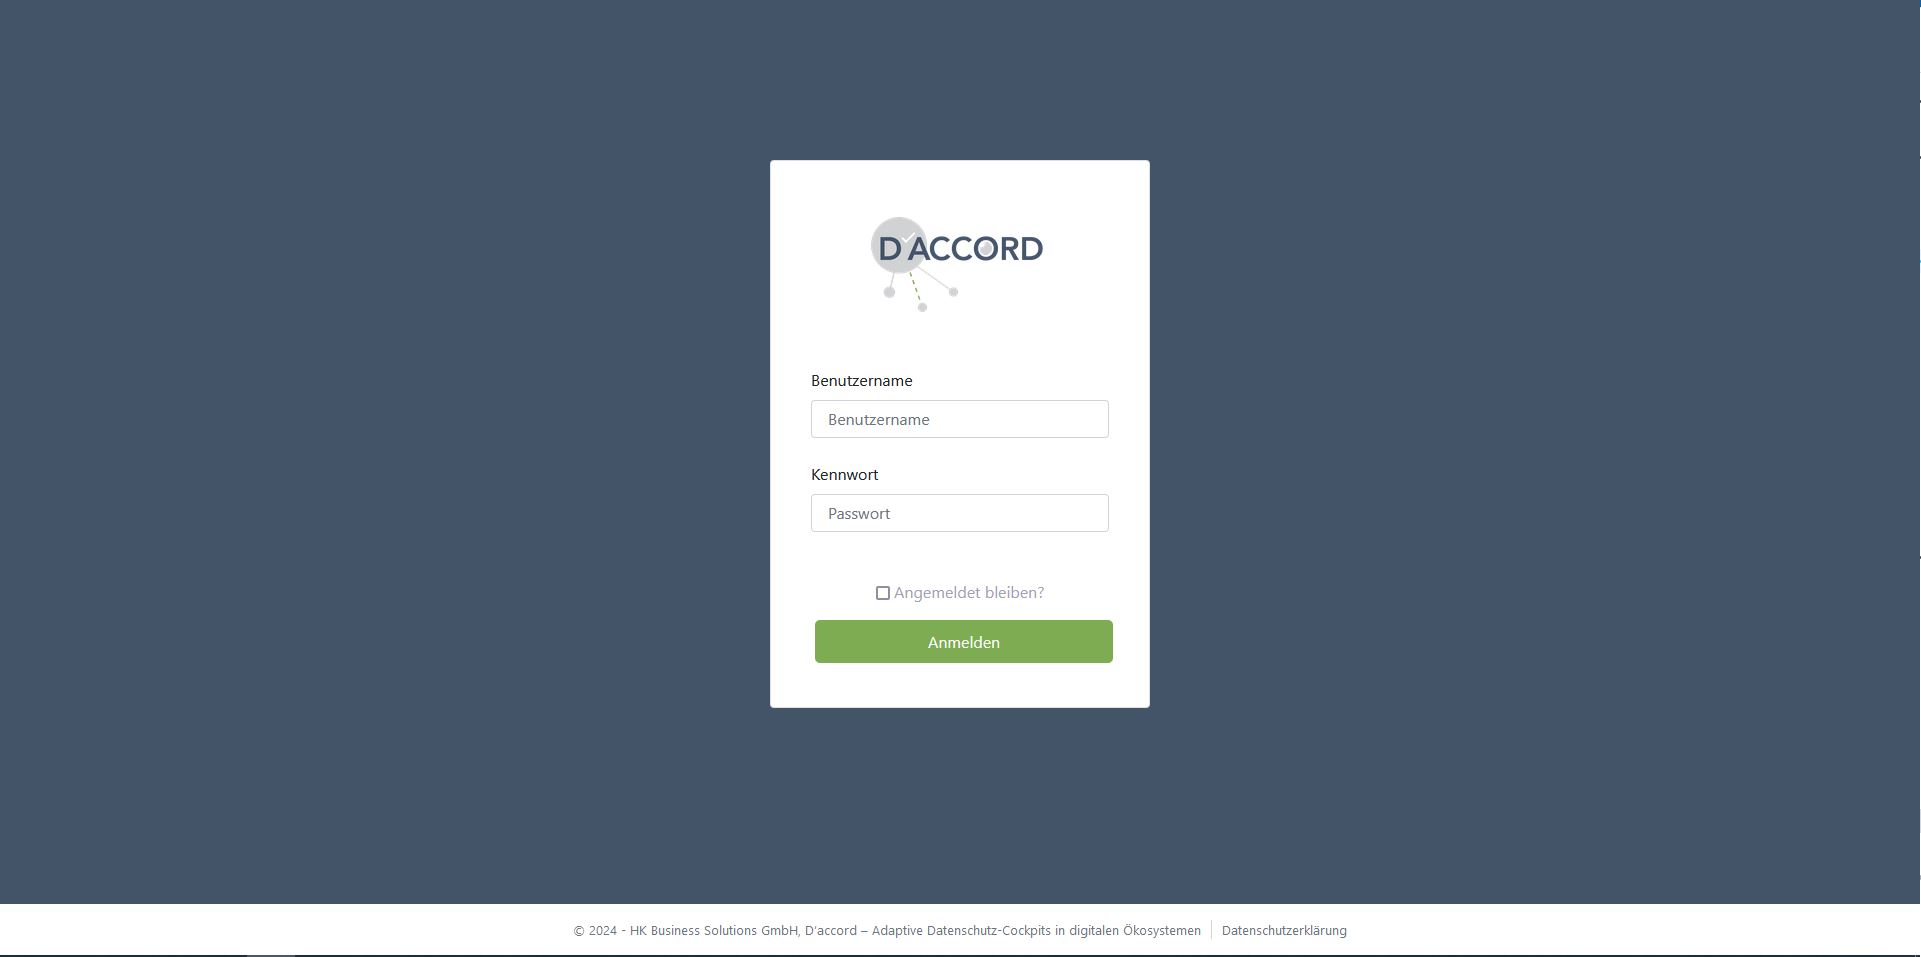 D'ACCORD
Benutzername
Benutzername
Kennwort
Passwort
Angemeldet bleiben?
Anmelden
© 2024 - HK Business Solutions GmbH, D'accord – Adaptive Datenschutz-Cockpits in digitalen Ökosystemen Datenschutzerklärung